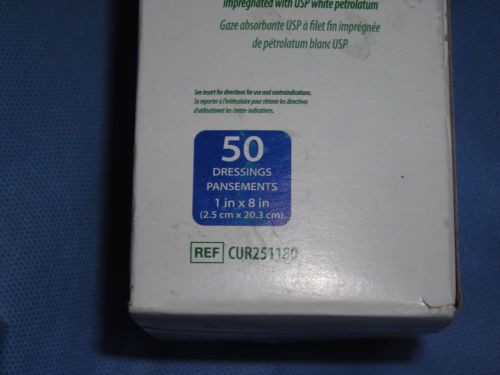 impregnated with USP white petrolatum
Gaze absorbante USP à filet fin imprégnée
de pétrolatum blanc USP
See insert for directions for use and contraindications.
Se reporter à l'intercalaire pour obtenir les directives
d'utilisation et les contre-indications.
50
DRESSINGS
PANSEMENTS
1 in x 8 in
(2.5 cm x 20.3 cm)
REF CUR251180